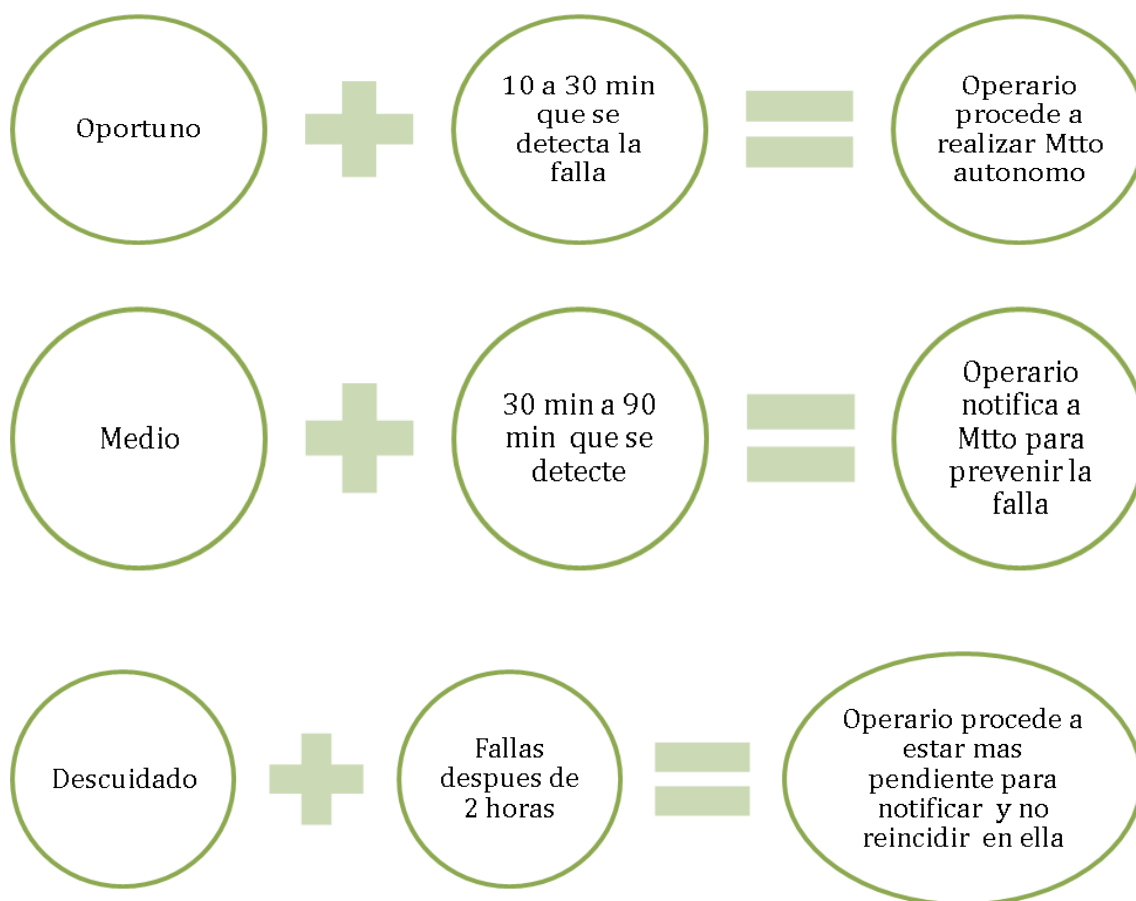 Oportuno
10 a 30 min
que se
detecta la
falla
Operario
procede a
realizar Mtto
autonomo
Medio
30 min a 90
min que se
detecte
Operario
notifica a
Mtto para
prevenir la
falla
Descuidado
Fallas
despues de
2 horas
Operario procede a
estar mas
pendiente para
notificar y no
reincidir en ella